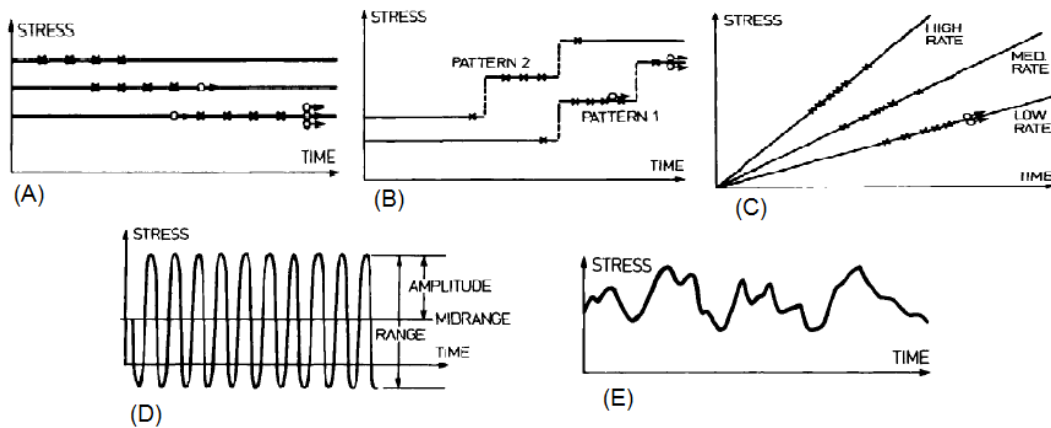 STRESS
TIME
(A)
STRESS
PATTERN 2
PATTERN 1
TIME
(B)
STRESS
HIGH
RATE
MED.
RATE
LOW
RATE
TIME
(C)
STRESS
AMPLITUDE
MIDRANGE
RANGE
TIME
(D)
STRESS
TIME
(E)